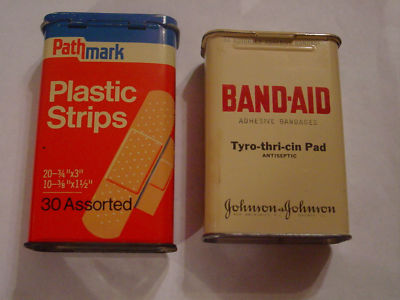 Pathmark
Plastic
Strips
20-¾"x3"
10-⅜"x1½"
30 Assorted
BAND-AID
ADHESIVE BANDAGES
Tyro-thri-cin Pad
ANTISEPTIC
Johnson & Johnson